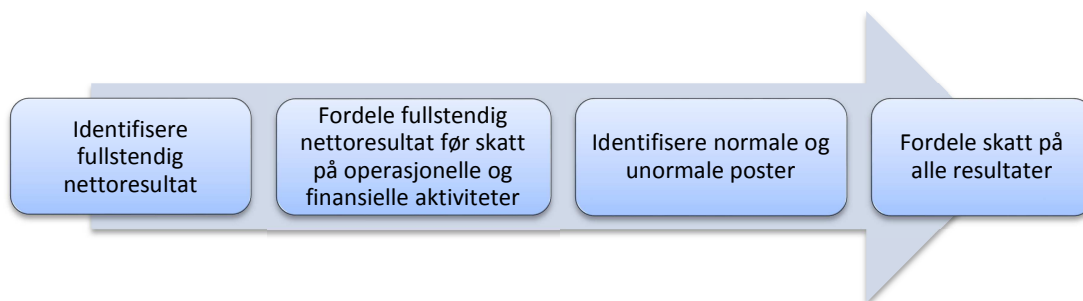 Identifisere
fullstendig
nettoresultat
Fordele fullstendig
nettoresultat før skatt
på operasjonelle og
finansielle aktiviteter
Identifisere normale og
unormale poster
Fordele skatt på
alle resultater